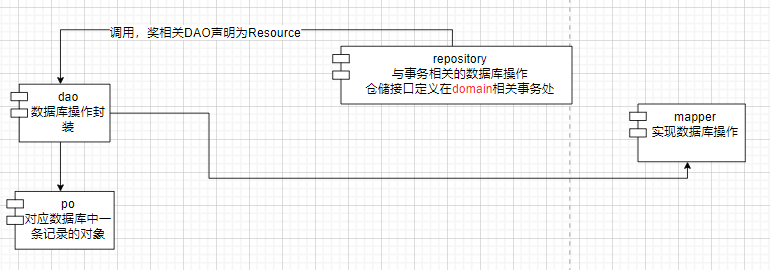 调用，奖相关DAO声明为Resource
repository
与事务相关的数据库操作
仓储接口定义在domain相关事务处
dao
数据库操作封
装
mapper
实现数据库操作
po
对应数据库中一
条记录的对象